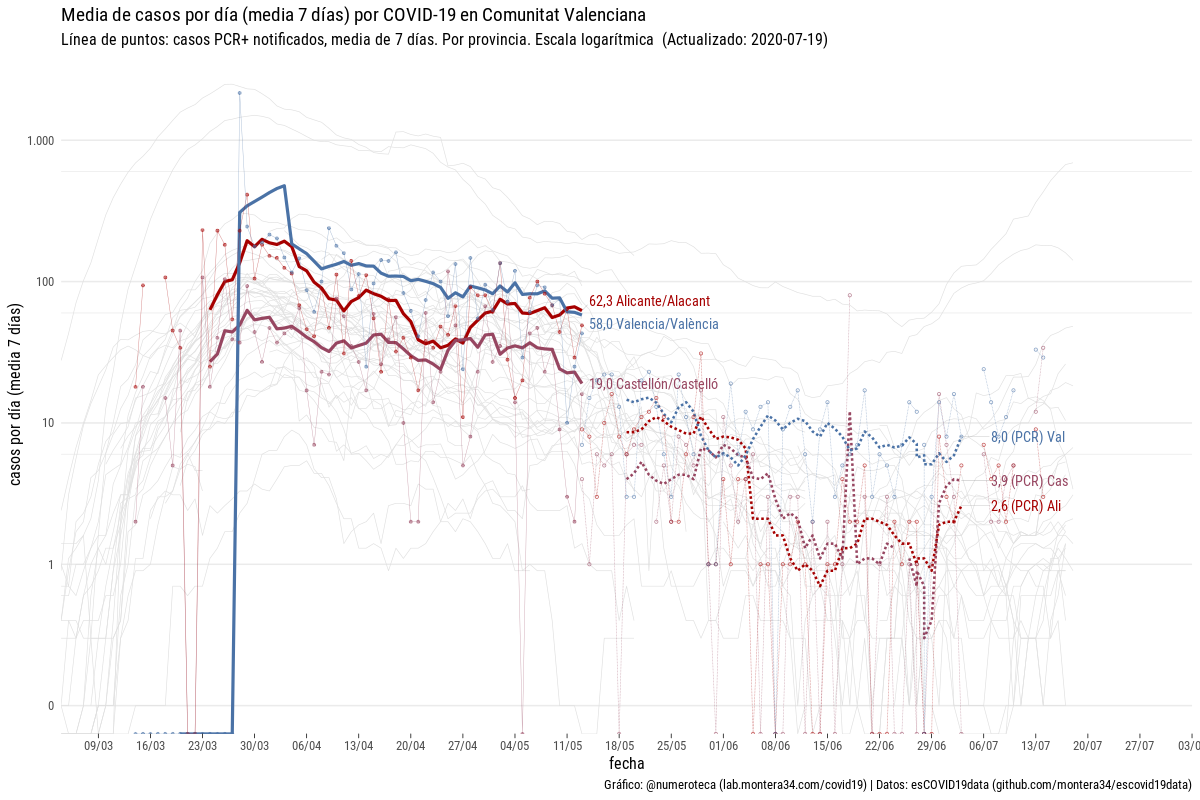 Media de casos por día (media 7 días) por COVID-19 en Comunitat Valenciana
Línea de puntos: casos PCR+ notificados, media de 7 días. Por provincia. Escala logarítmica  (Actualizado: 2020-07-19)
casos por día (media 7 días)
1.000
100
10
1
0
62,3 Alicante/Alacant
58,0 Valencia/València
19,0 Castellón/Castelló
8,0 (PCR) Val
3,9 (PCR) Cas
2,6 (PCR) Ali
09/03 16/03 23/03 30/03 06/04 13/04 20/04 27/04 04/05 11/05 18/05 25/05 01/06 08/06 15/06 22/06 29/06 06/07 13/07 20/07 27/07 03/0
fecha
Gráfico: @numeroteca (lab.montera34.com/covid19) | Datos: esCOVID19data (github.com/montera34/escovid19data)